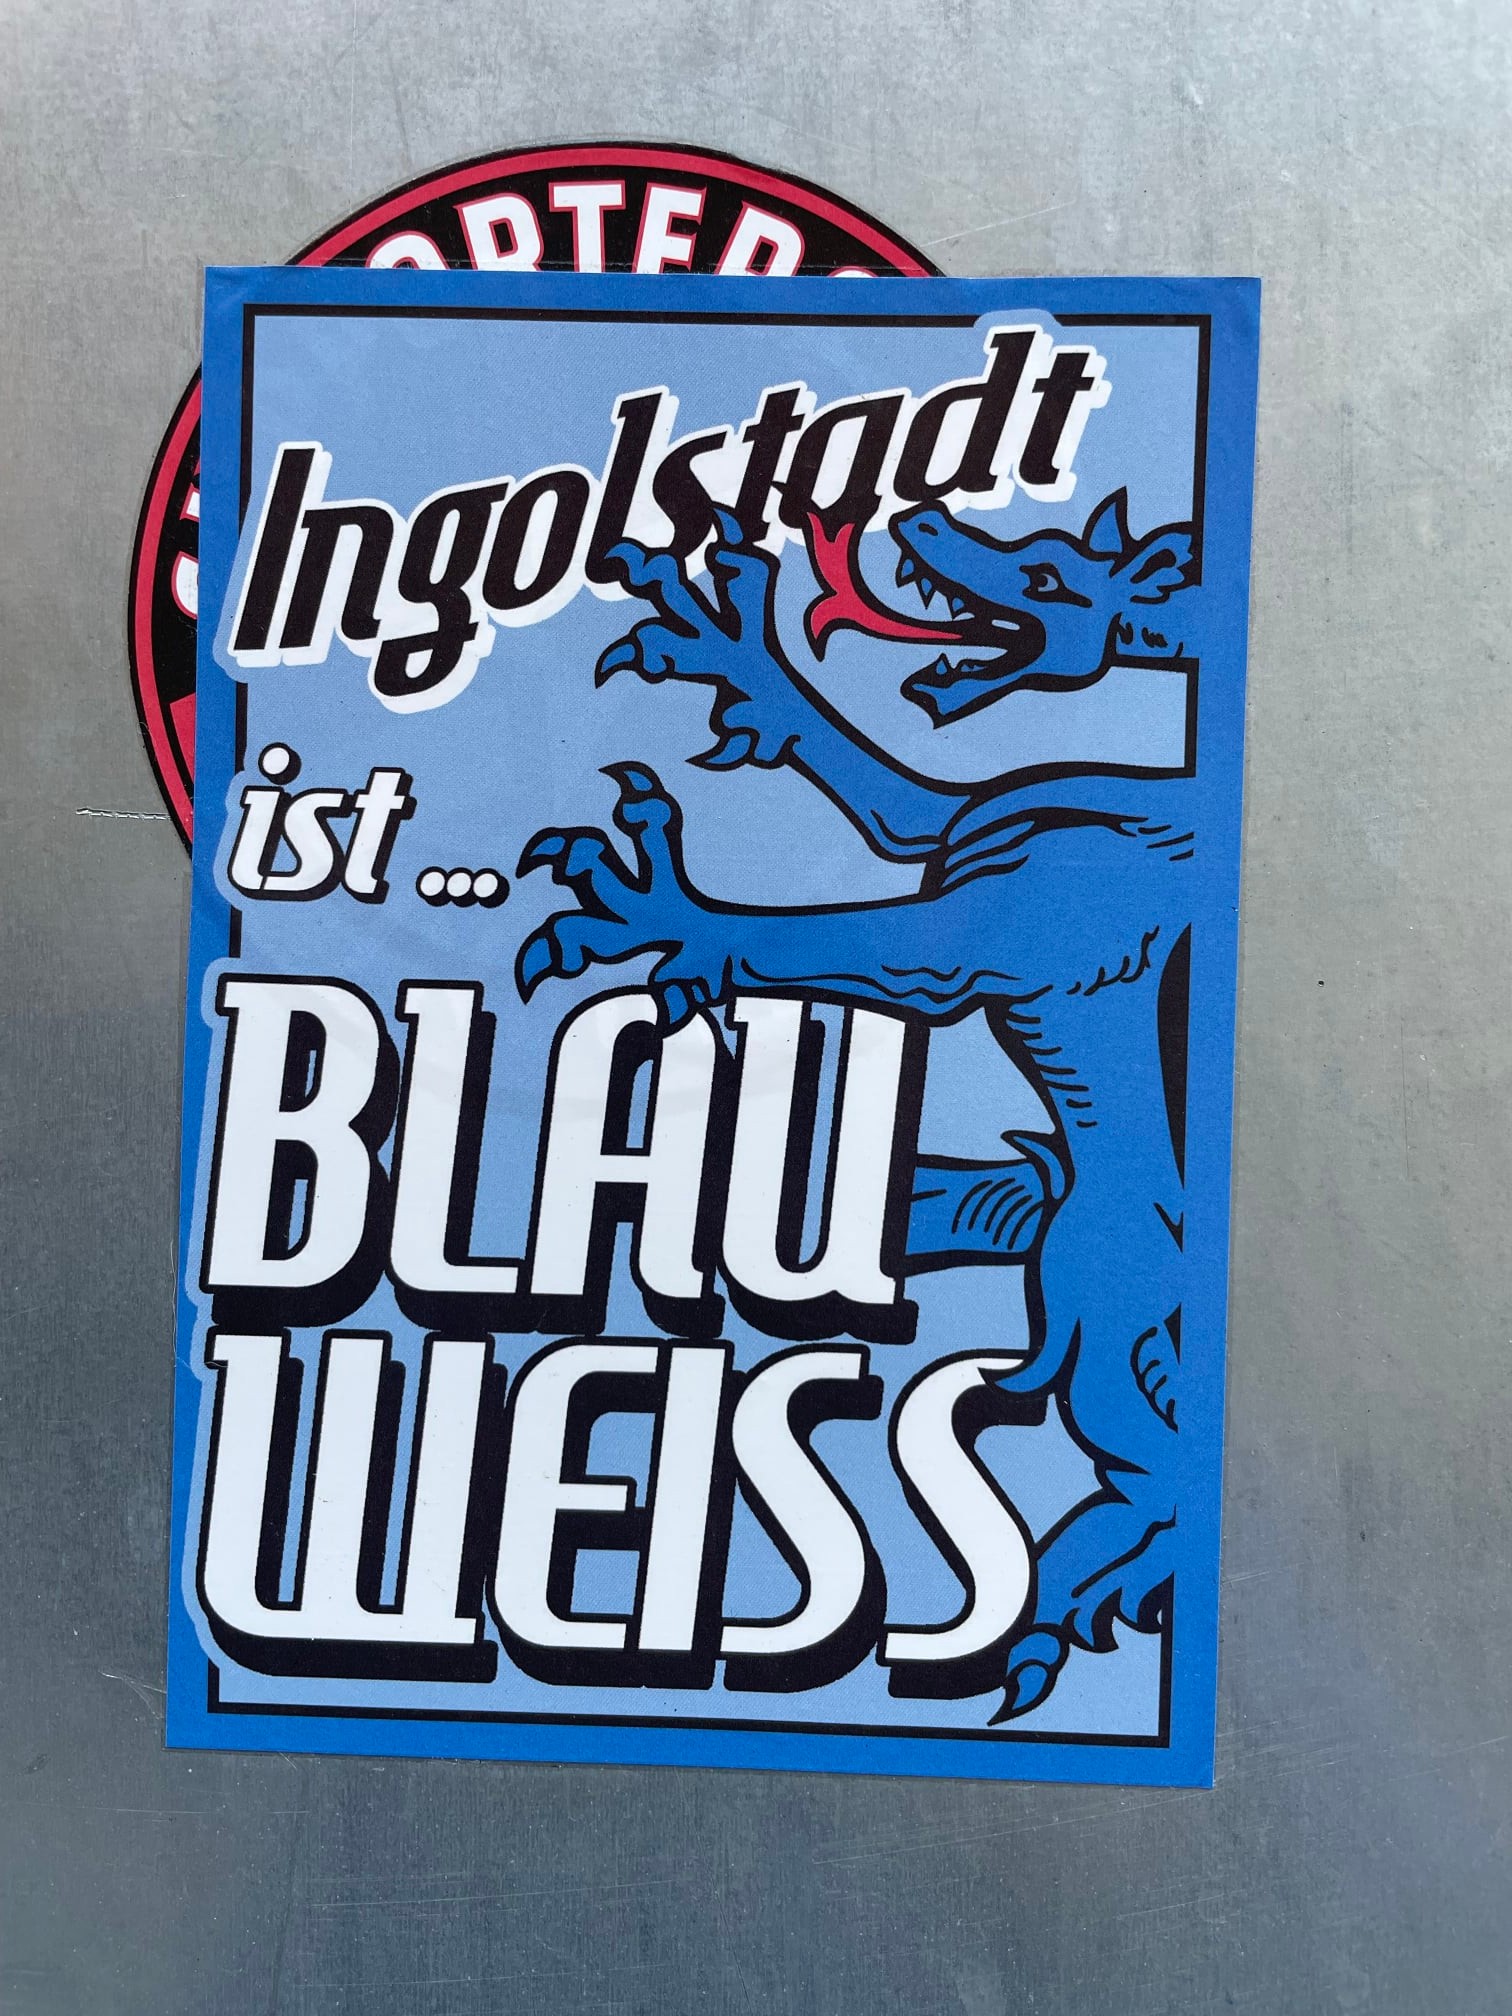 Ingolstadt
ist ...
BLAU
WEISS